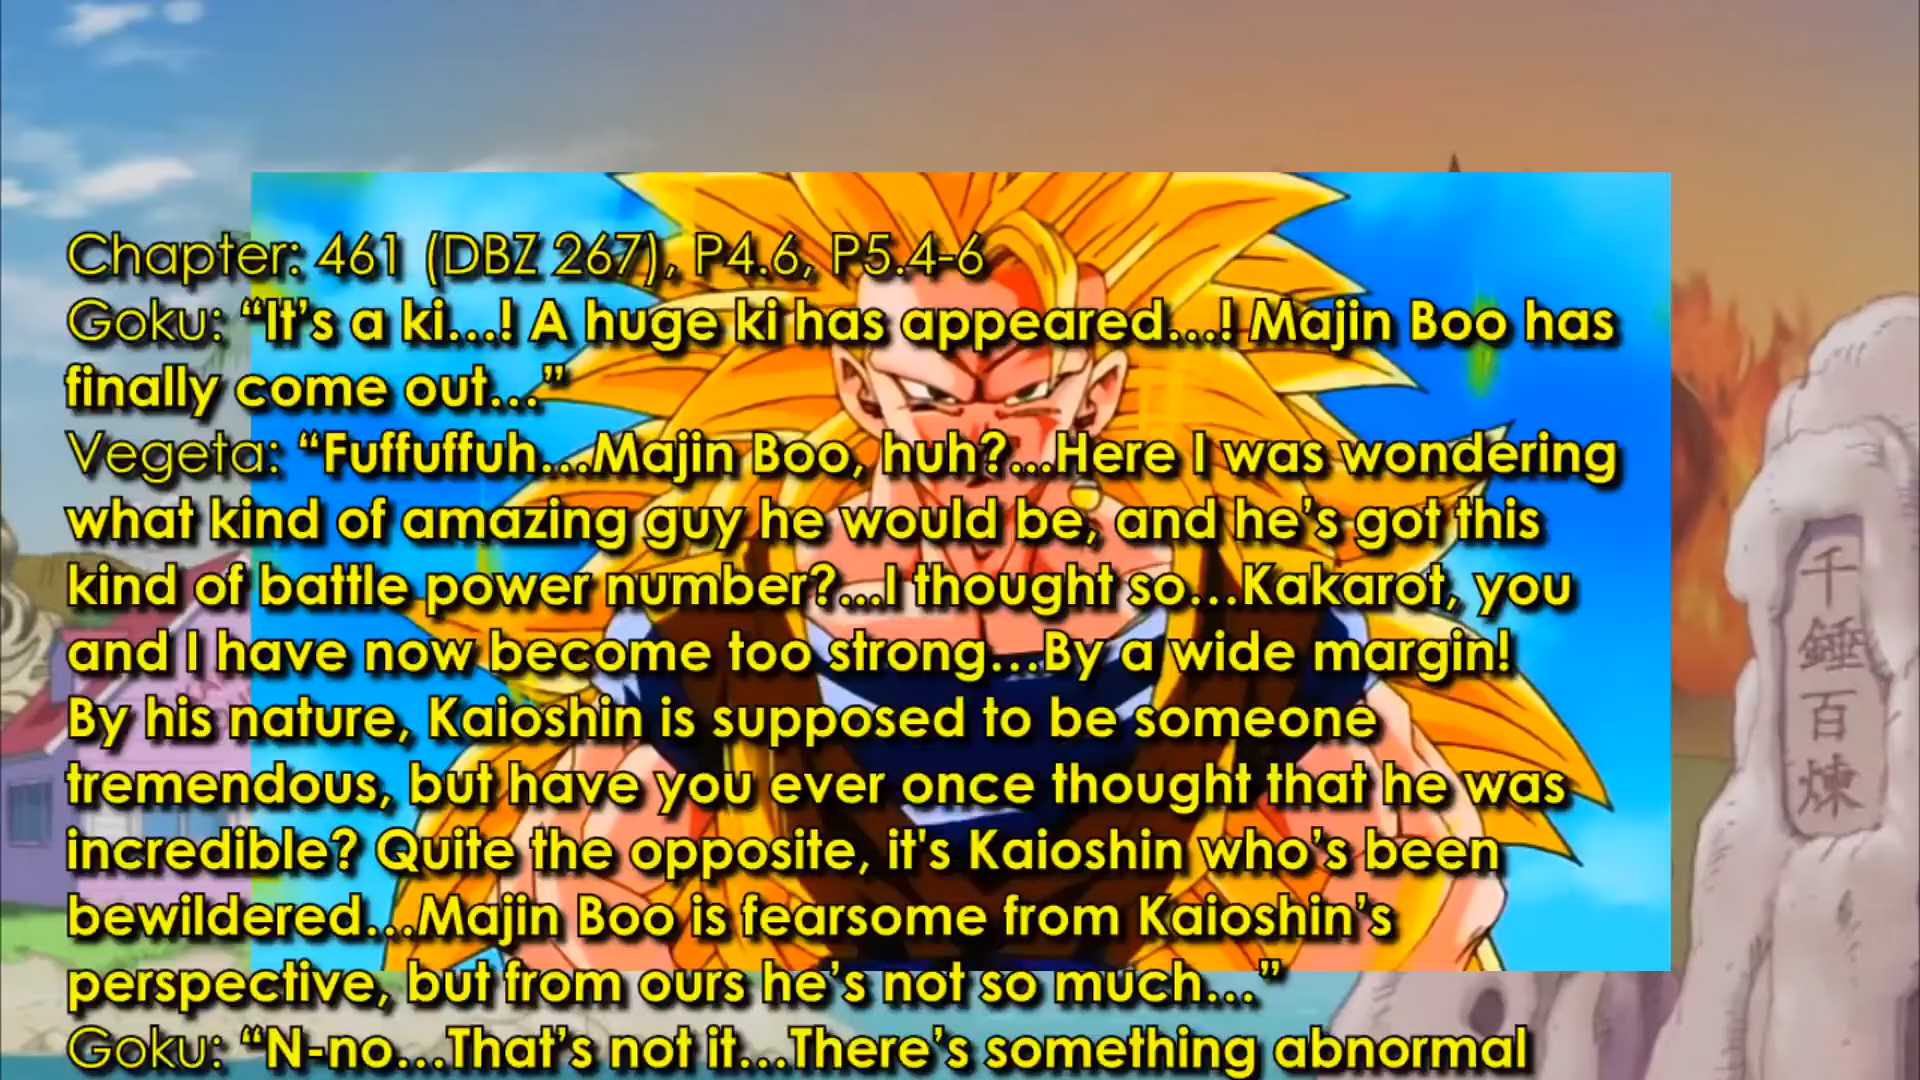 Chapter: 461 (DBZ 267), P4.6, P5.4-6
Goku: “It’s a ki...! A huge ki has appeared...! Majin Boo has
finally come out...”
Vegeta: “Fuffuffuh...Majin Boo, huh?...Here I was wondering
what kind of amazing guy he would be, and he’s got this
kind of battle power number?...I thought so...Kakarot, you
and I have now become too strong...By a wide margin!
By his nature, Kaioshin is supposed to be someone
tremendous, but have you ever once thought that he was
incredible? Quite the opposite, it's Kaioshin who’s been
bewildered...Majin Boo is fearsome from Kaioshin’s
perspective, but from ours he’s not so much...”
Goku: “N-no...That’s not it...There’s something abnormal
千錘百煉